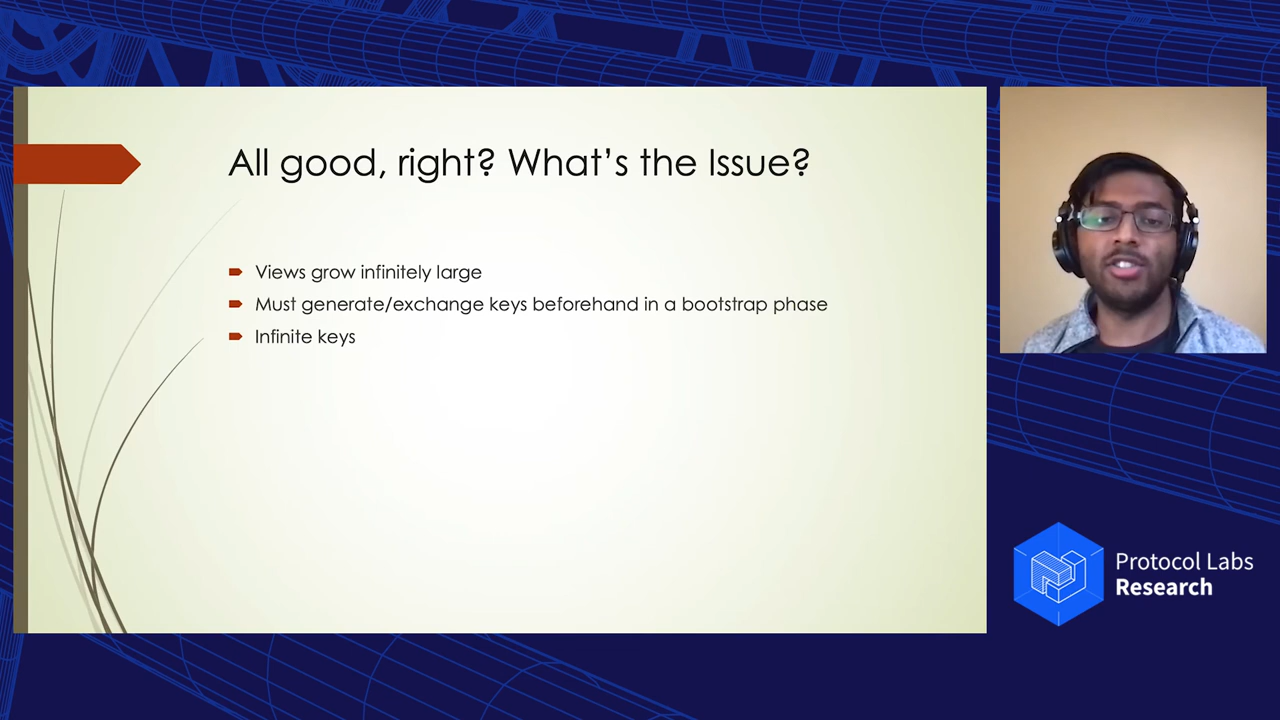 All good, right? What’s the Issue?
Views grow infinitely large
Must generate/exchange keys beforehand in a bootstrap phase
Infinite keys
Protocol Labs
Research